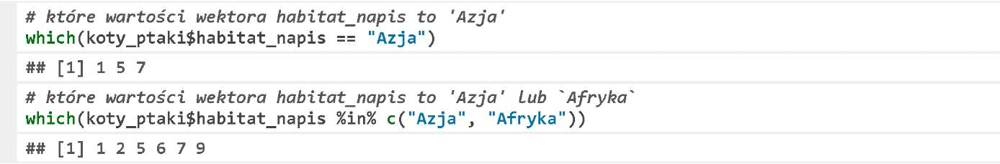 # które wartości wektora habitat_napis to 'Azja'
which(koty_ptaki$habitat_napis == "Azja")
## [1] 1 5 7
# które wartości wektora habitat_napis to 'Azja' lub `Afryka`
which(koty_ptaki$habitat_napis %in% c("Azja", "Afryka"))
## [1] 1 2 5 6 7 9